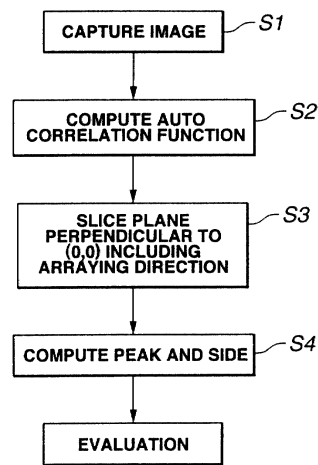 CAPTURE IMAGE
S1
COMPUTE AUTO
CORRELATION FUNCTION
S2
SLICE PLANE
PERPENDICULAR TO
(0,0) INCLUDING
ARRAYING DIRECTION
S3
COMPUTE PEAK AND SIDE
S4
EVALUATION